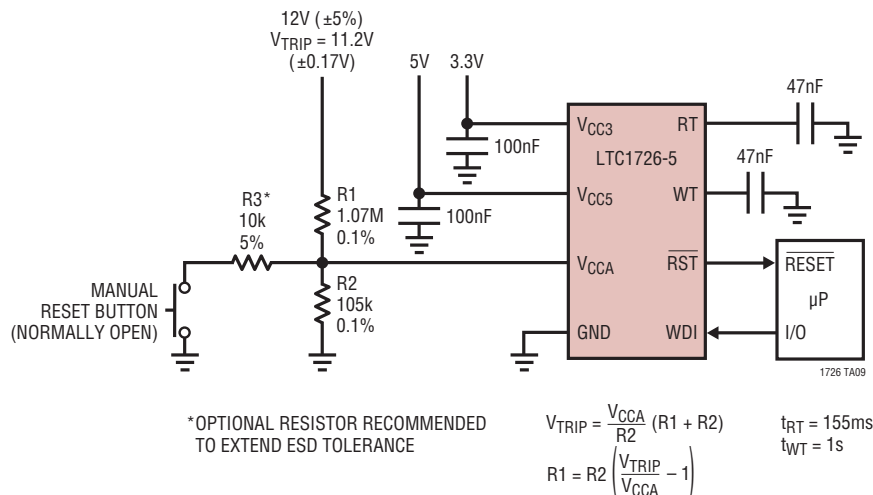 12V (±5%)
VTRIP = 11.2V
(±0.17V)
5V
3.3V
47nF
VCC3
RT
100nF
LTC1726-5
47nF
R3*
10k
5%
R1
1.07M
0.1%
VCC5
WT
100nF
VCCA
RST
RESET
MANUAL
RESET BUTTON
(NORMALLY OPEN)
R2
105k
0.1%
µP
GND
WDI
I/O
1726 TA09
*OPTIONAL RESISTOR RECOMMENDED
TO EXTEND ESD TOLERANCE
VTRIP = VCCA/R2 (R1 + R2)
tRT = 155ms
tWT = 1s
R1 = R2 (VTRIP/VCCA – 1)